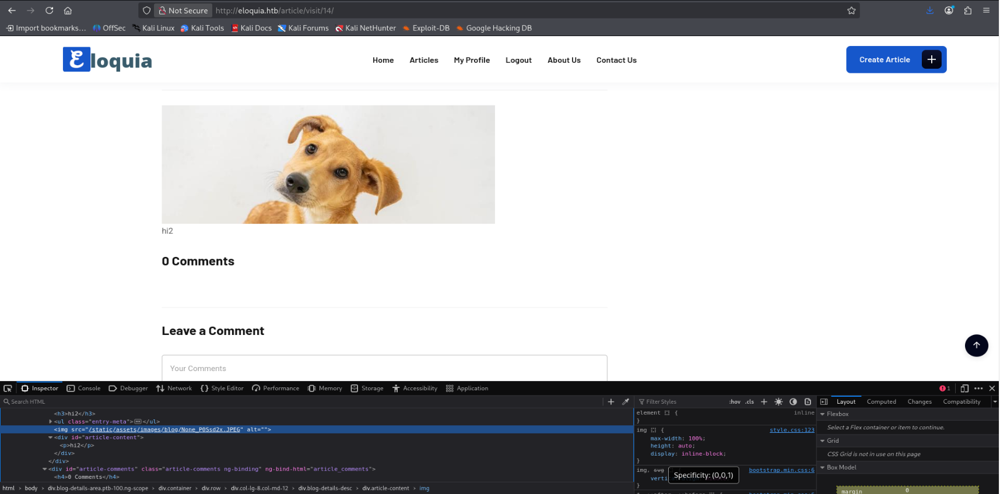 Not Secure http://eloquia.htb/article/visit/14/
Import bookmarks... OffSec Kali Linux Kali Tools Kali Docs Kali Forums Kali NetHunter Exploit-DB Google Hacking DB
Eloquia Home Articles My Profile Logout About Us Contact Us Create Article
hi2
0 Comments
Leave a Comment
Your Comments
Inspector Console Debugger Network Style Editor Performance Memory Storage Accessibility Application 1
Search HTML
<h3>hi2</h3>
<ul class="entry-meta"></ul>
<img src="/static/assets/images/blog/None_P0Ssd2x.JPEG" alt="">
<div id="article-content">
<p>hi2</p>
</div>
</div>
<div id="article-comments" class="article-comments ng-binding" ng-bind-html="article_comments">
<h4>0 Comments</h4>
html > body > div.blog-details-area.ptb-100.ng-scope > div.container > div.row > div.col-lg-8.col-md-12 > div.blog-details-desc > div.article-content > img
Filter Styles :hov .cls
element { inline
}
img { style.css:123
max-width: 100%;
height: auto;
display: inline-block;
}
img, svg { bootstrap.min.css:6
verti
}
Specificity: (0,0,1)
Layout Computed Changes Compatibility
Flexbox
Select a Flex container or item to continue.
Grid
CSS Grid is not in use on this page
Box Model
margin 0